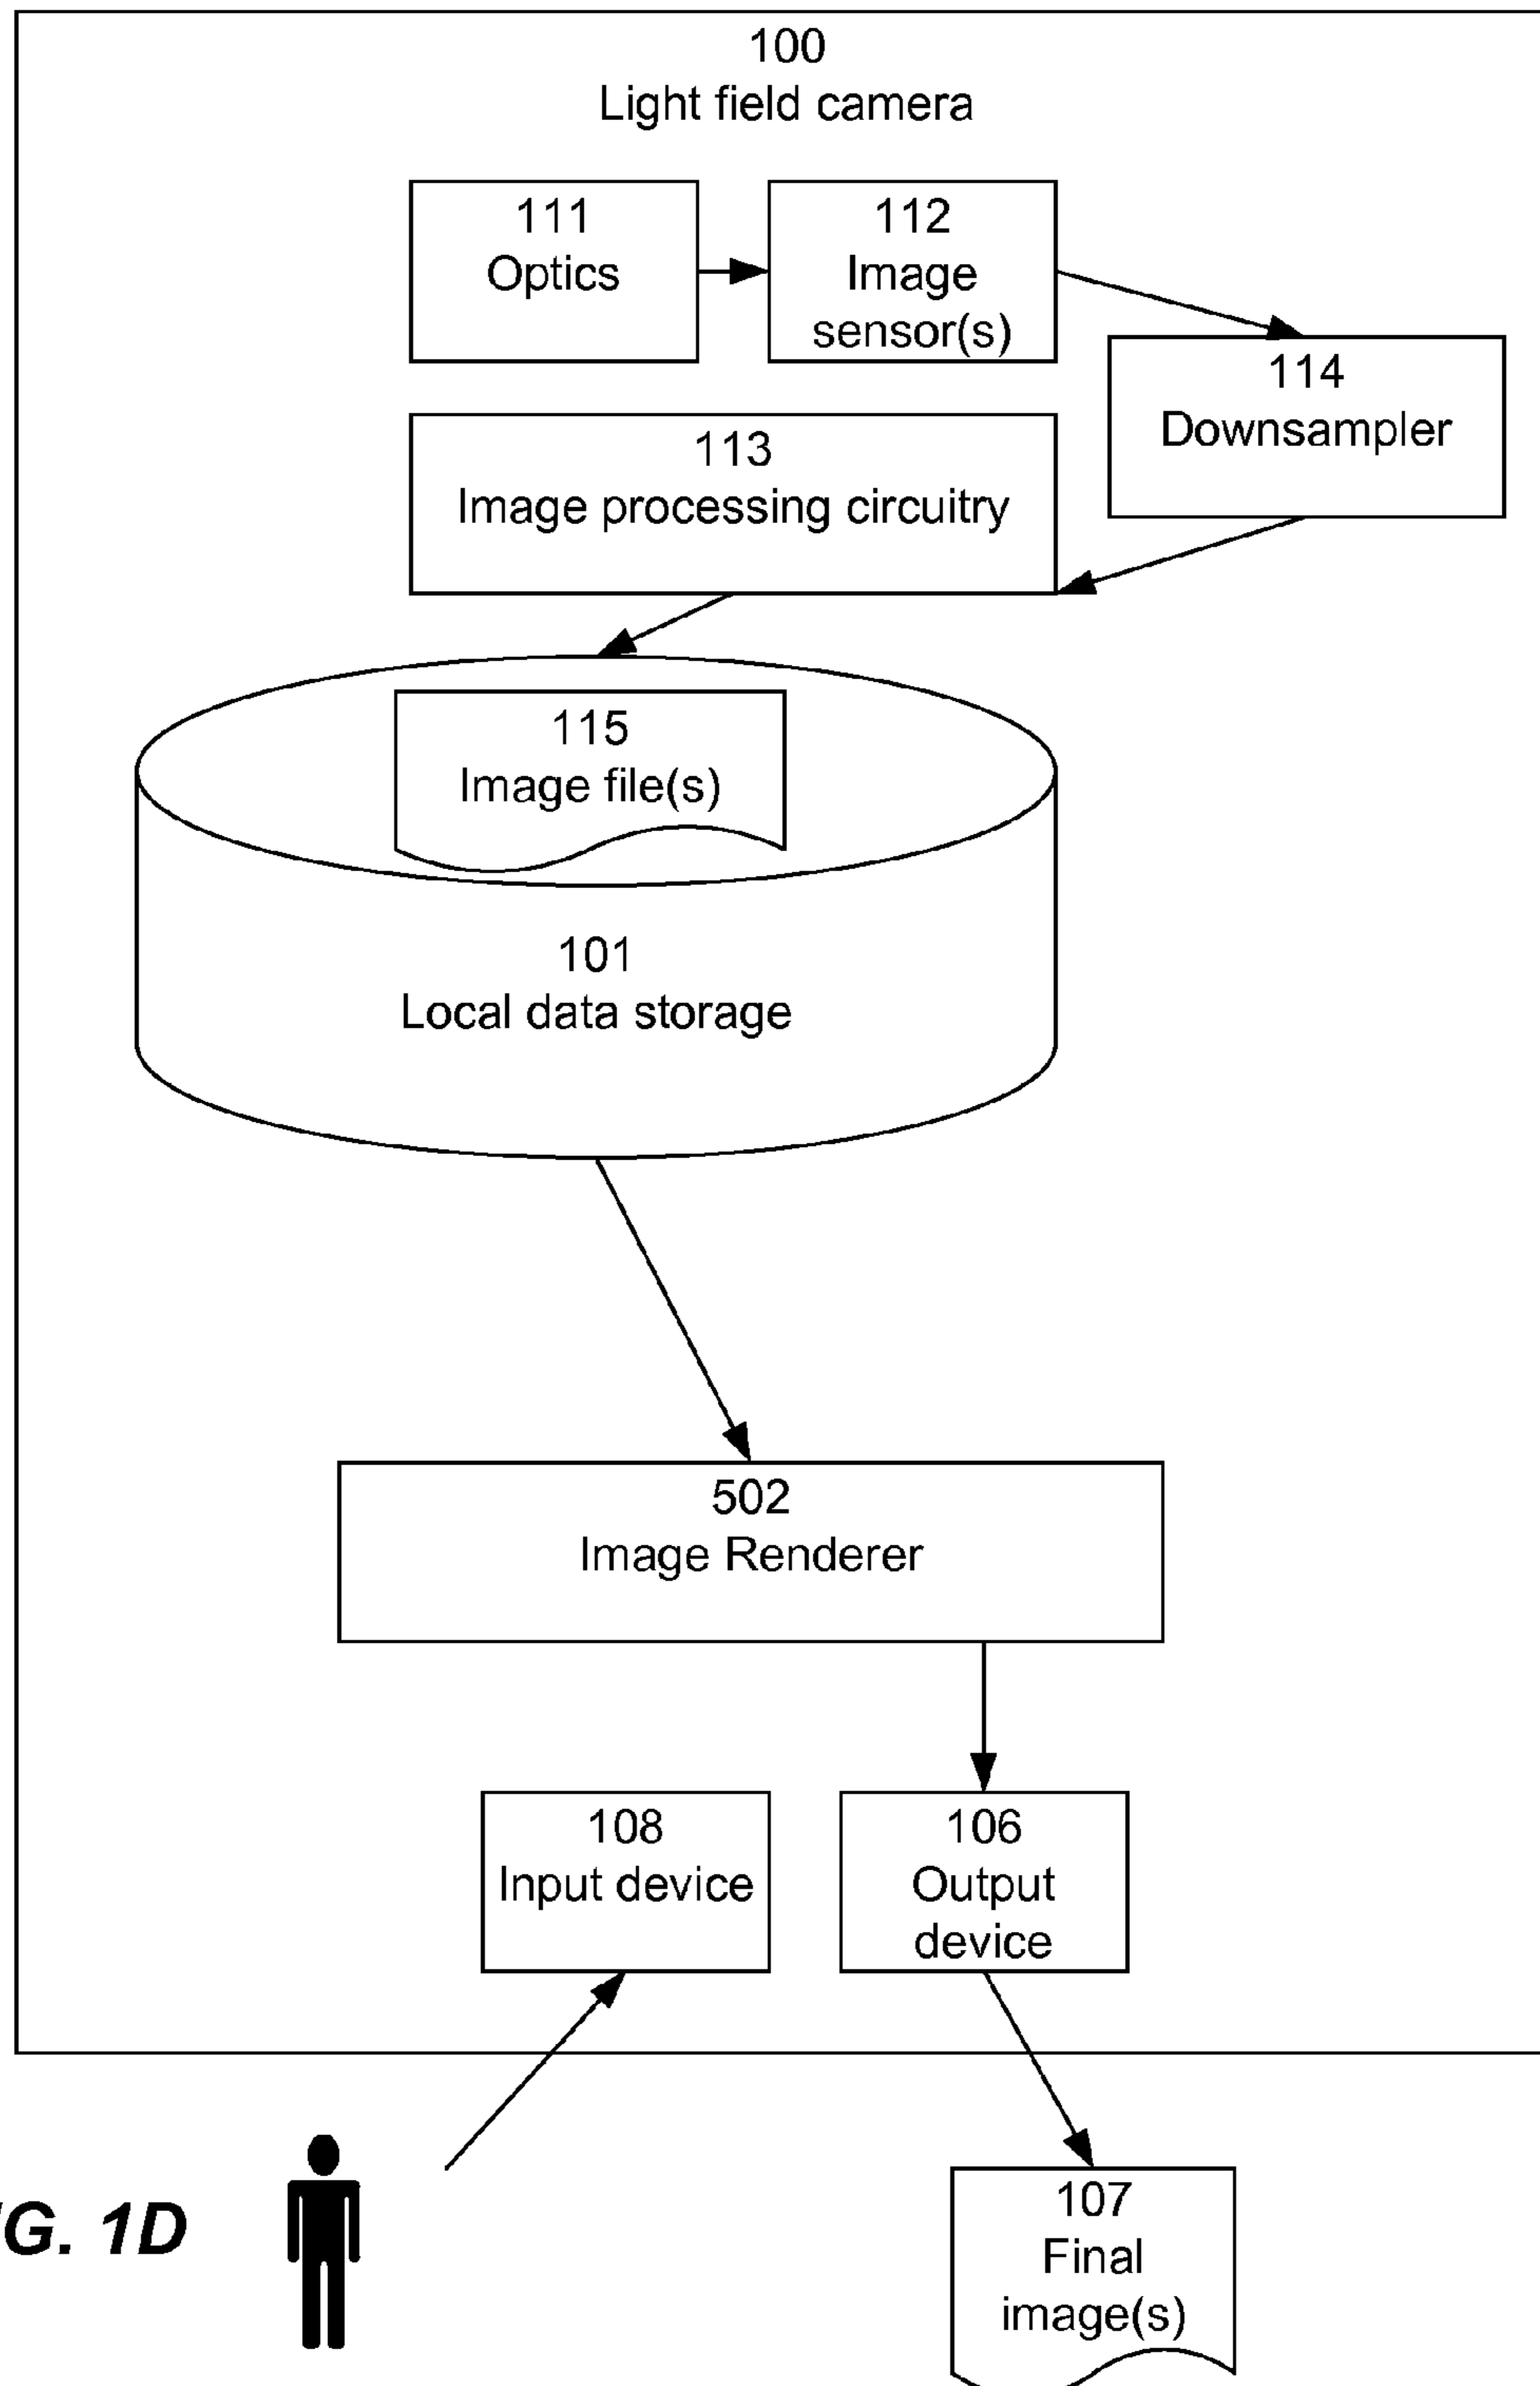 100
Light field camera
111
Optics
112
Image
sensor(s)
114
Downsampler
113
Image processing circuitry
115
Image file(s)
101
Local data storage
502
Image Renderer
108
Input device
106
Output
device
107
Final
image(s)
G. 1D